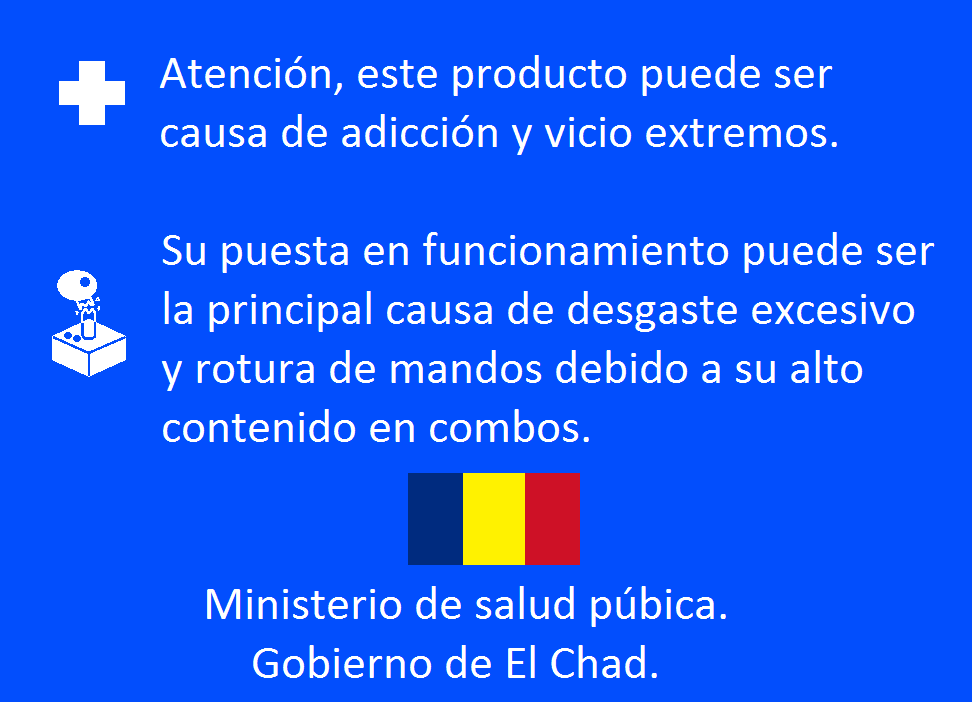 Atención, este producto puede ser
causa de adicción y vicio extremos.
Su puesta en funcionamiento puede ser
la principal causa de desgaste excesivo
y rotura de mandos debido a su alto
contenido en combos.
Ministerio de salud púbica.
Gobierno de El Chad.